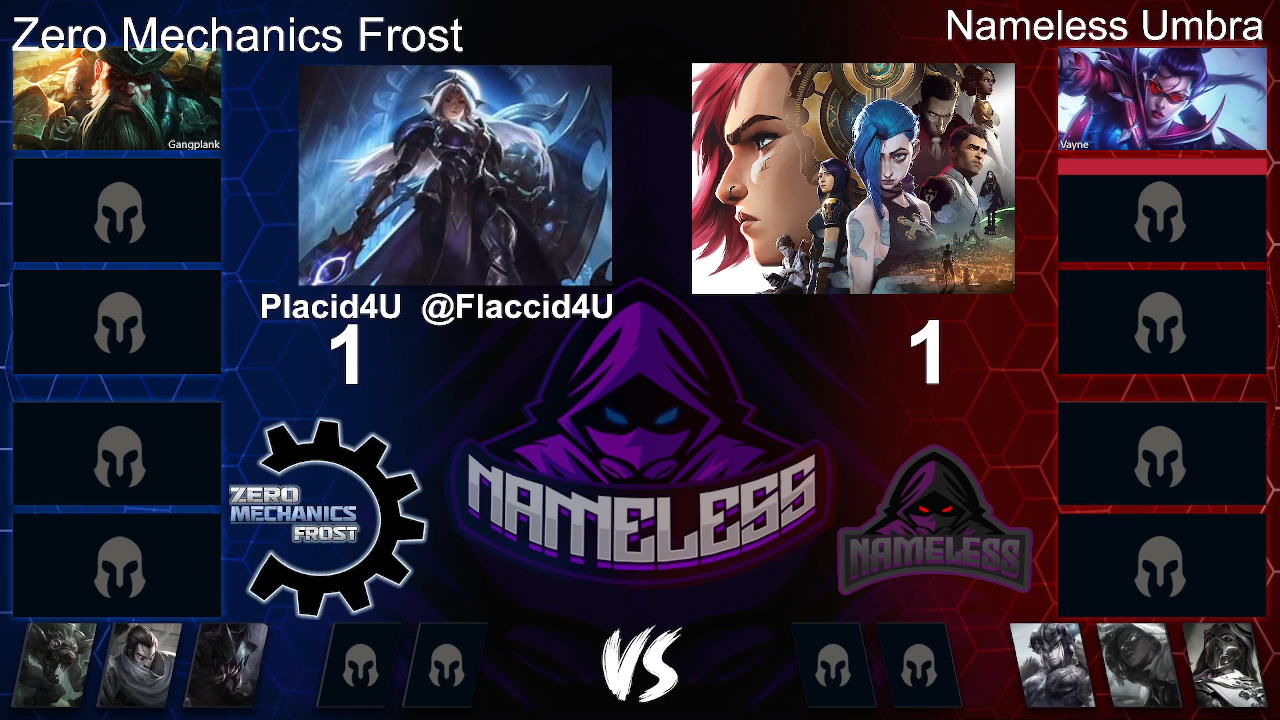 Zero Mechanics Frost
Nameless Umbra
Gangplank
Vayne
Placid4U @Flaccid4U
1
1
ZERO
MECHANICS
FROST
NAMELESS
NAMELESS
VS